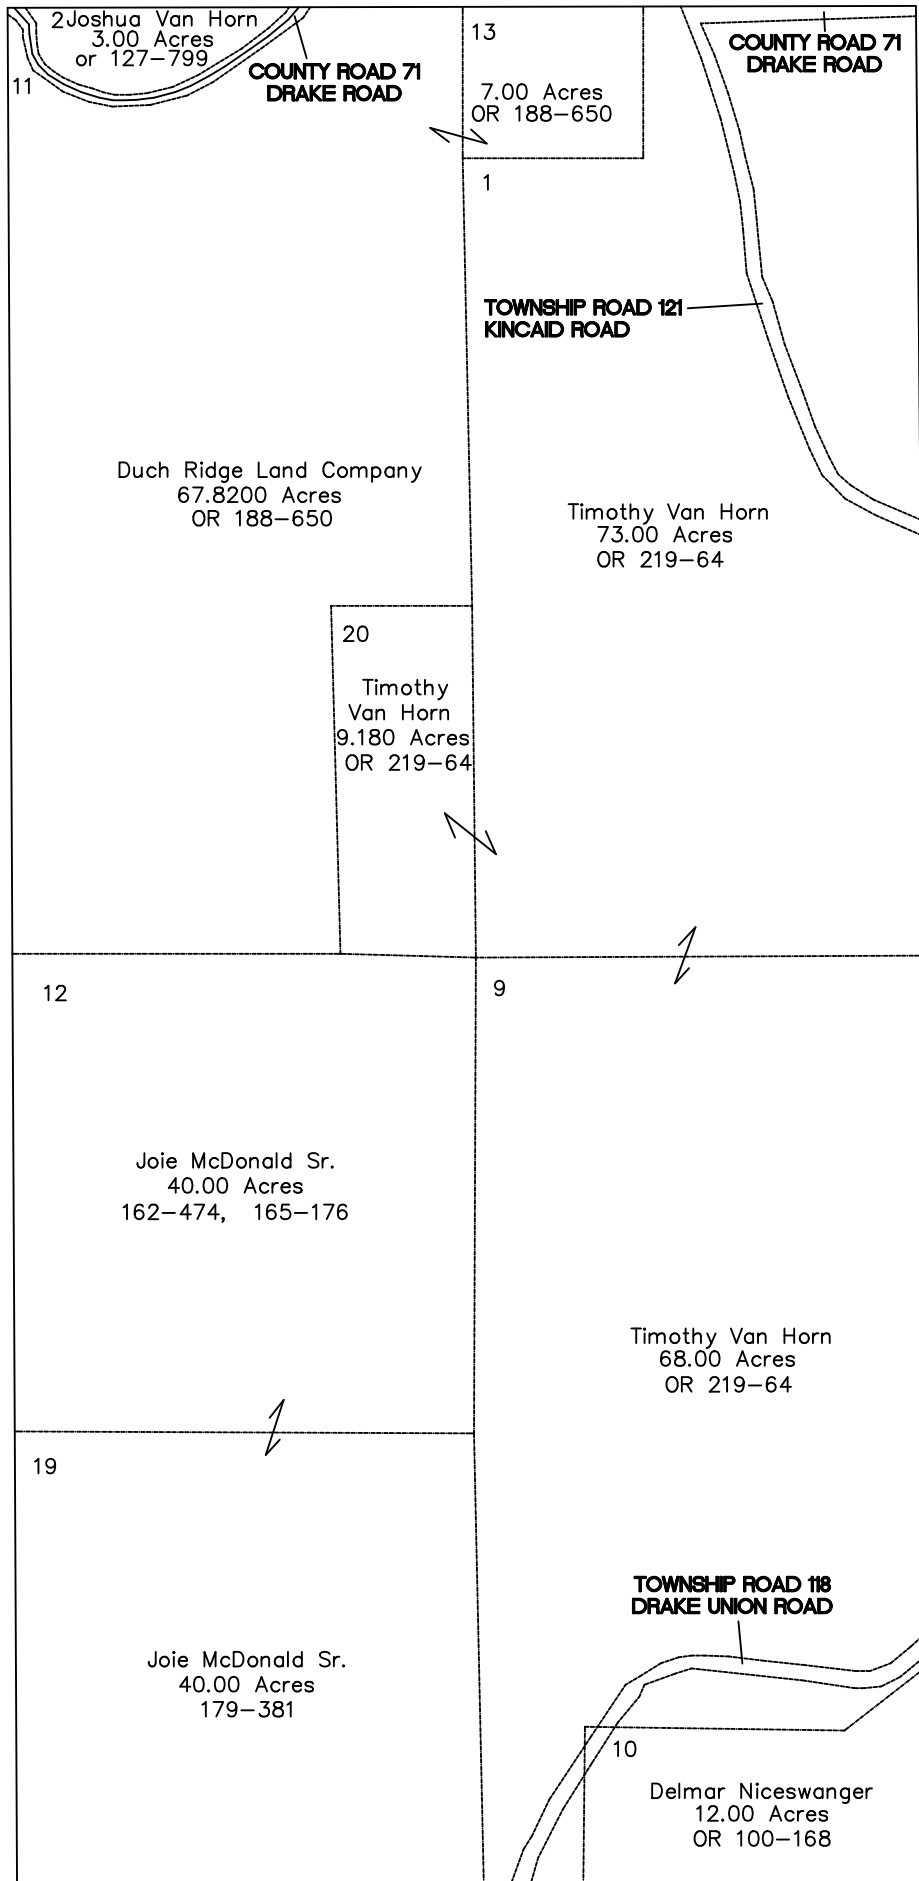 2 Joshua Van Horn
3.00 Acres
or 127-799
11
COUNTY ROAD 71
DRAKE ROAD
13
7.00 Acres
OR 188-650
COUNTY ROAD 71
DRAKE ROAD
1
TOWNSHIP ROAD 121
KINCAID ROAD
Duch Ridge Land Company
67.8200 Acres
OR 188-650
Timothy Van Horn
73.00 Acres
OR 219-64
20
Timothy
Van Horn
9.180 Acres
OR 219-64
12
9
Joie McDonald Sr.
40.00 Acres
162-474, 165-176
Timothy Van Horn
68.00 Acres
OR 219-64
19
TOWNSHIP ROAD 118
DRAKE UNION ROAD
Joie McDonald Sr.
40.00 Acres
179-381
10
Delmar Niceswanger
12.00 Acres
OR 100-168